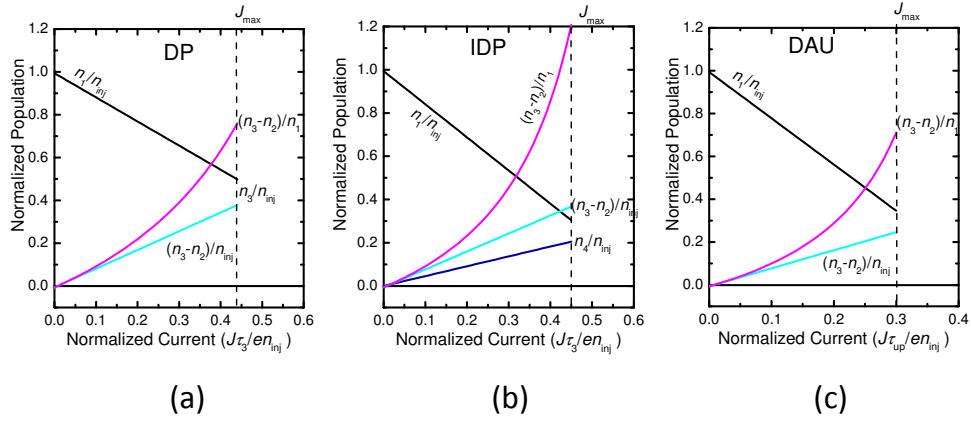 J_max
DP
n_1/n_inj
(n_3-n_2)/n_1
n_3/n_inj
(n_3-n_2)/n_inj
Normalized Population
0.0
0.2
0.4
0.6
0.8
1.0
1.2
0.0 0.1 0.2 0.3 0.4 0.5 0.6
Normalized Current (Jτ_3/en_inj )
(a)
J_max
IDP
n_1/n_inj
(n_3-n_2)/n_1
(n_3-n_2)/n_inj
n_4/n_inj
Normalized Population
0.0
0.2
0.4
0.6
0.8
1.0
1.2
0.0 0.1 0.2 0.3 0.4 0.5 0.6
Normalized Current (Jτ_3/en_inj )
(b)
J_max
DAU
n_1/n_inj
(n_3-n_2)/n_1
(n_3-n_2)/n_inj
Normalized Population
0.0
0.2
0.4
0.6
0.8
1.0
1.2
0.0 0.1 0.2 0.3 0.4
Normalized Current (Jτ_up/en_inj )
(c)